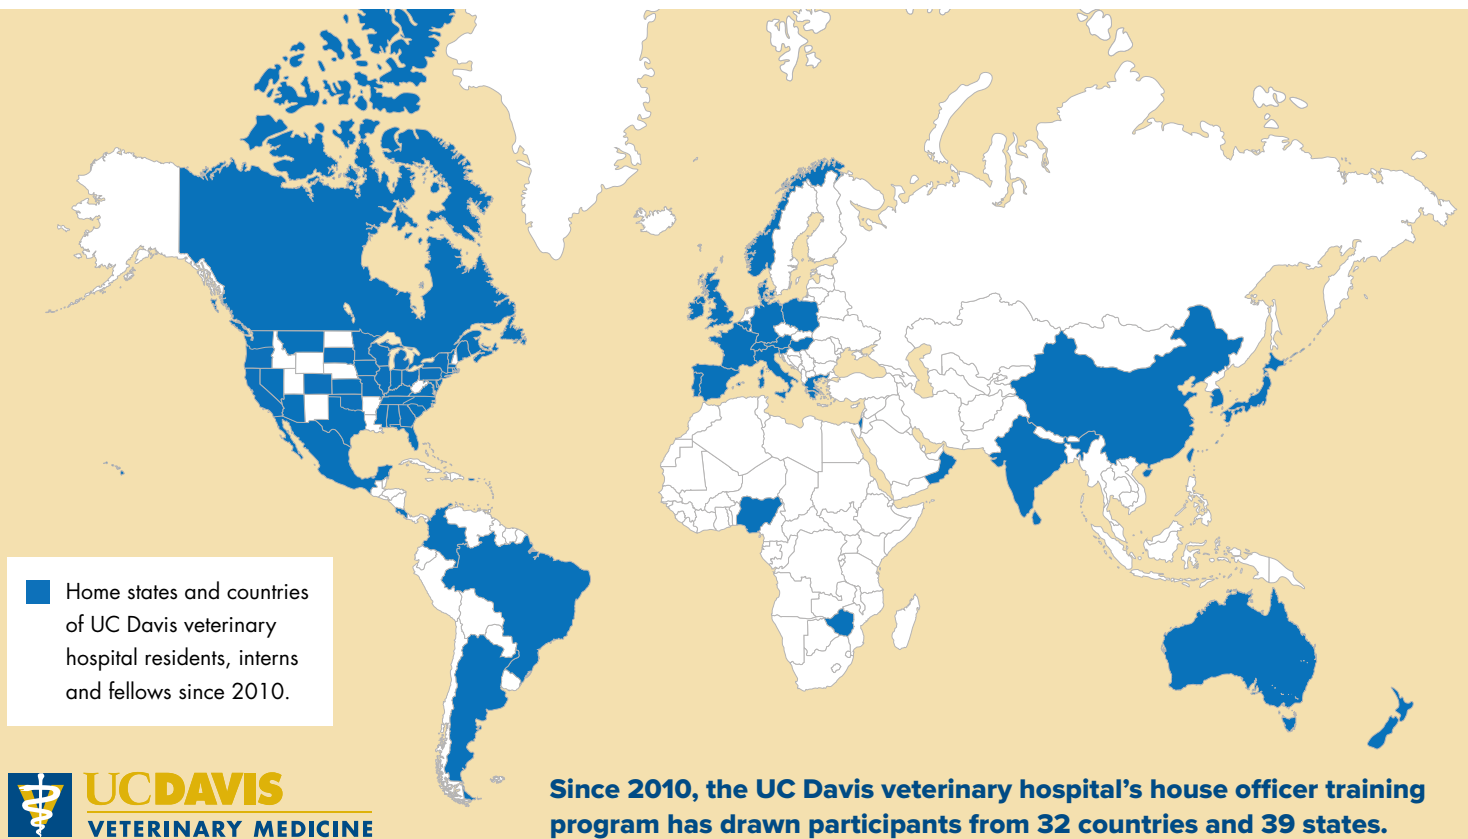 Home states and countries
of UC Davis veterinary
hospital residents, interns
and fellows since 2010.
UCDAVIS
VETERINARY MEDICINE
Since 2010, the UC Davis veterinary hospital’s house officer training
program has drawn participants from 32 countries and 39 states.